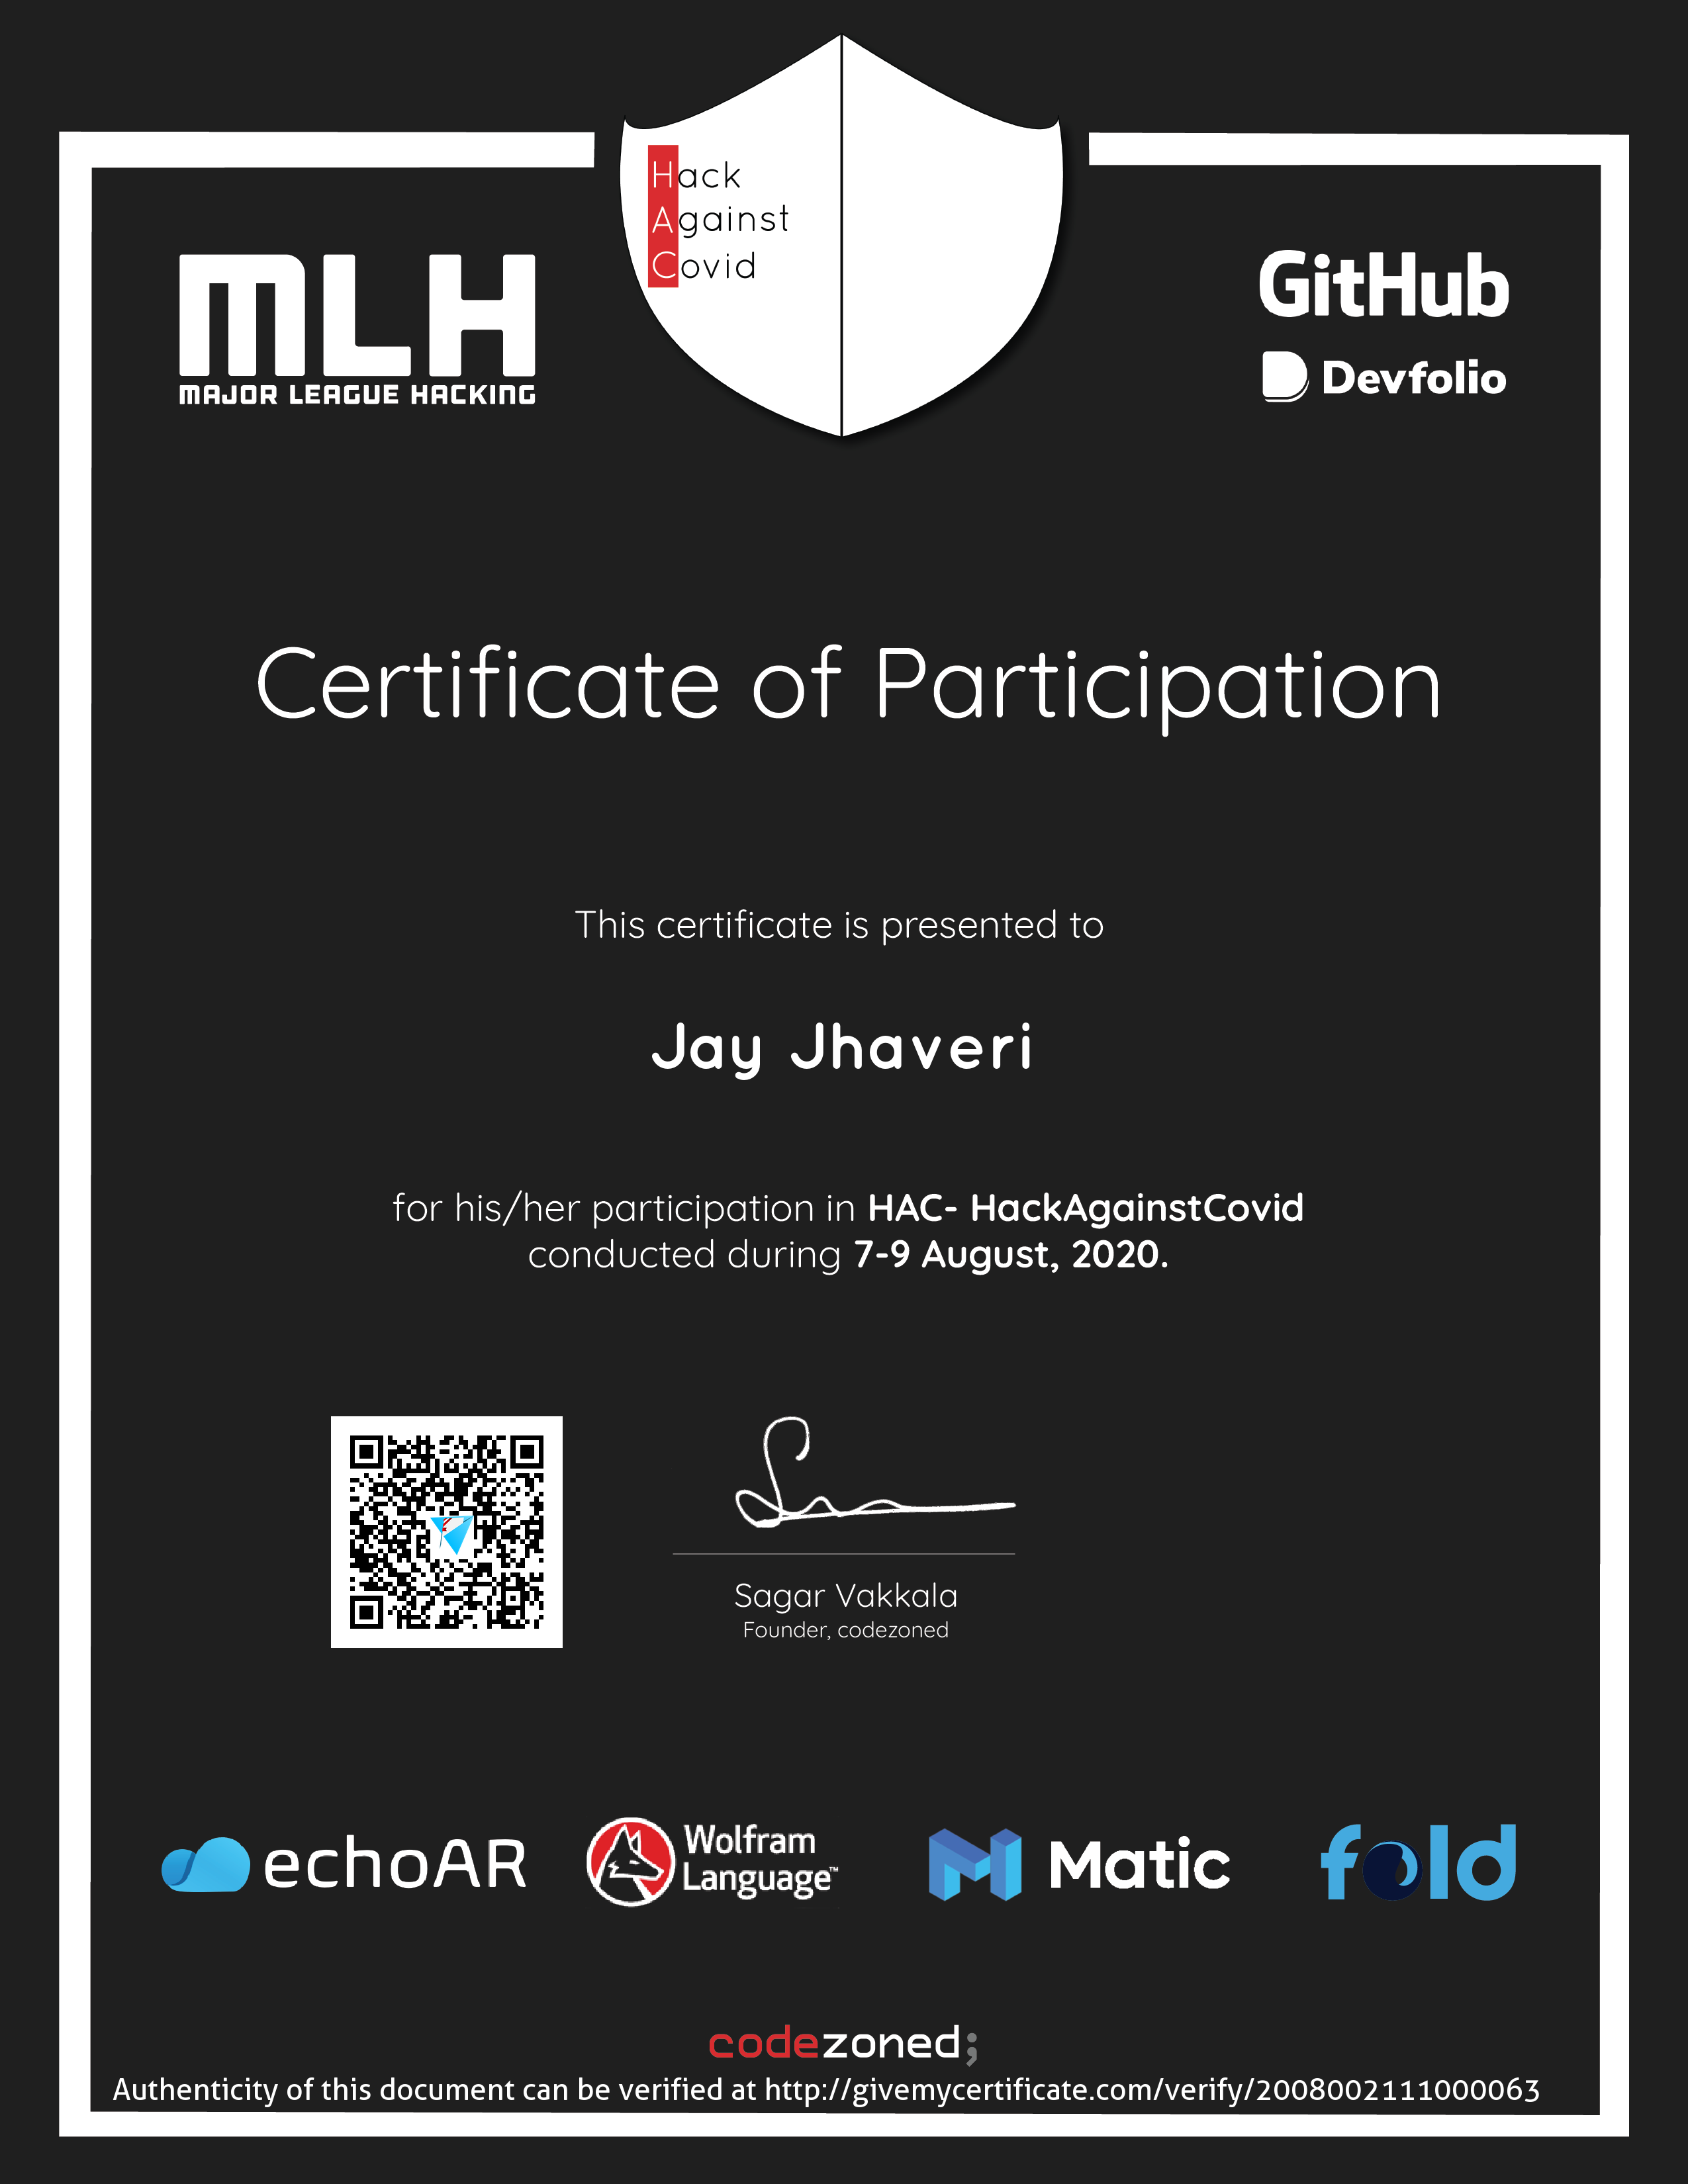 Hack
Against
Covid
MLH
MAJOR LEAGUE HACKING
GitHub
Devfolio
Certificate of Participation
This certificate is presented to
Jay Jhaveri
for his/her participation in HAC- HackAgainstCovid
conducted during 7-9 August, 2020.
Sagar Vakkala
Founder, codezoned
echoAR
Wolfram
Language™
Matic
fold
codezoned;
Authenticity of this document can be verified at http://givemycertificate.com/verify/2008002111000063